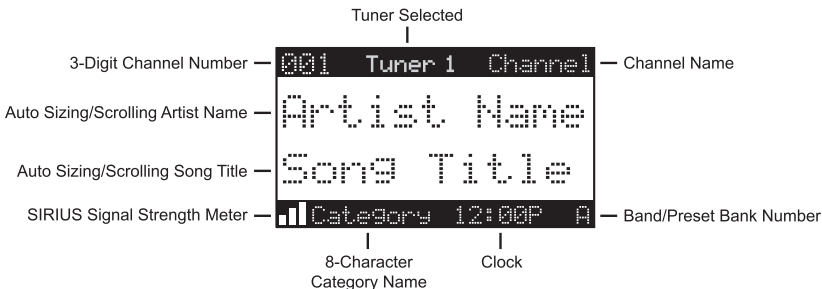 Tuner Selected
3-Digit Channel Number
001 Tuner 1 Channel
Channel Name
Auto Sizing/Scrolling Artist Name
Artist Name
Auto Sizing/Scrolling Song Title
Song Title
SIRIUS Signal Strength Meter
Category 12:00P A
Band/Preset Bank Number
8-Character
Category Name
Clock